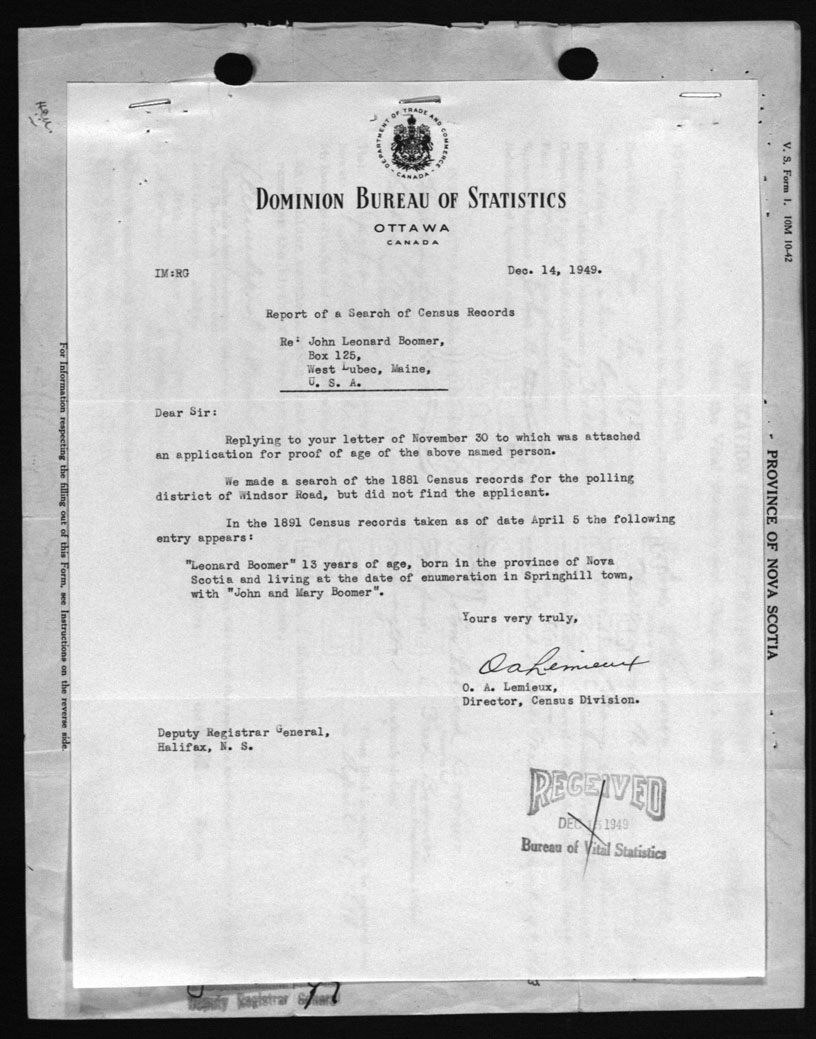 DEPARTMENT OF TRADE AND COMMERCE
CANADA
DOMINION BUREAU OF STATISTICS
OTTAWA
CANADA
IM:RG Dec. 14, 1949.
Report of a Search of Census Records
Re: John Leonard Boomer,
Box 125,
West Lubec, Maine,
U. S. A.
Dear Sir:
Replying to your letter of November 30 to which was attached
an application for proof of age of the above named person.
We made a search of the 1881 Census records for the polling
district of Windsor Road, but did not find the applicant.
In the 1891 Census records taken as of date April 5 the following
entry appears:
"Leonard Boomer" 13 years of age, born in the province of Nova
Scotia and living at the date of enumeration in Springhill town,
with "John and Mary Boomer".
Yours very truly,
O A Lemieux
O. A. Lemieux,
Director, Census Division.
Deputy Registrar General,
Halifax, N. S.
RECEIVED
DEC 1949
Bureau of Vital Statistics
V. S. Form 1. 10M 10-42
PROVINCE OF NOVA SCOTIA
For Information respecting the filling out of this Form, see Instructions on the reverse side.
Deputy Registrar General